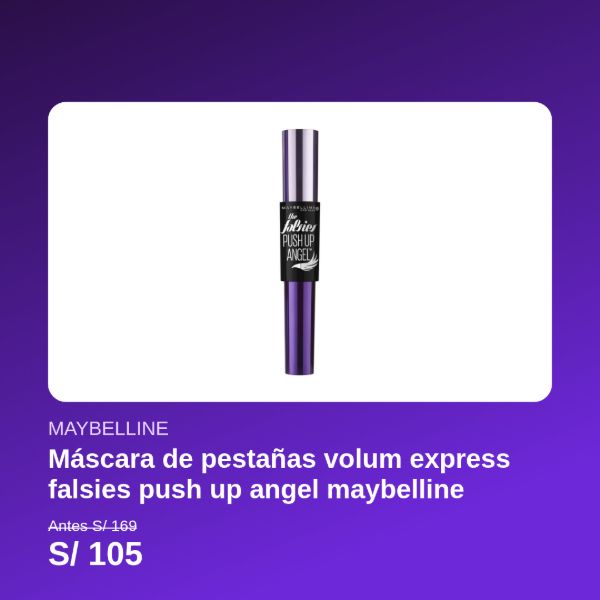 MAYBELLINE
the
falsies
PUSH UP
ANGEL
MAYBELLINE
Máscara de pestañas volum express
falsies push up angel maybelline
Antes S/ 169
S/ 105